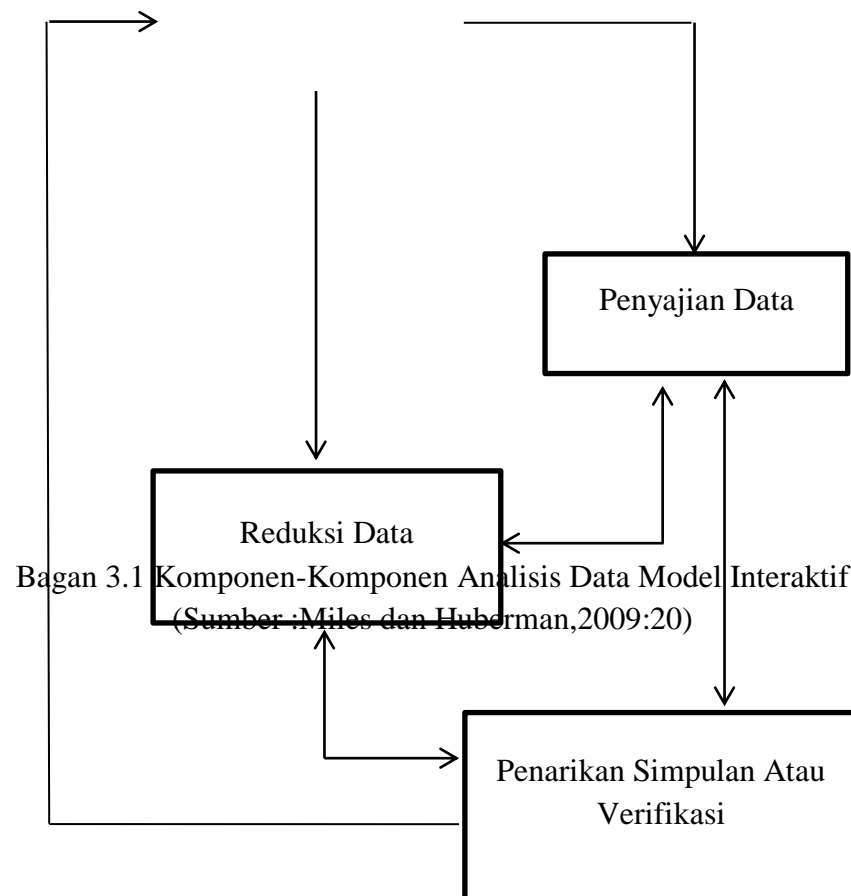 Penyajian Data
Reduksi Data
Bagan 3.1 Komponen-Komponen Analisis Data Model Interaktif
(Sumber :Miles dan Huberman,2009:20)
Penarikan Simpulan Atau
Verifikasi